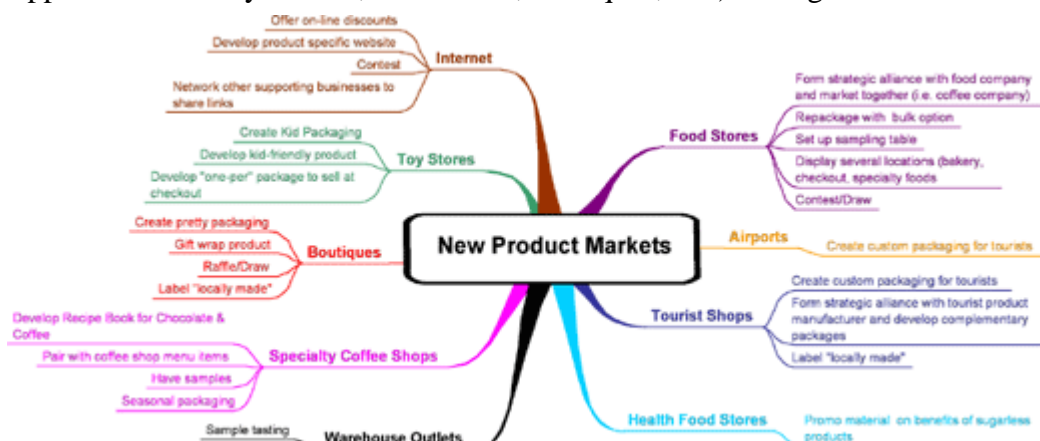 Offer on-line discounts
Develop product specific website
Contest
Network other supporting businesses to
share links
Internet
Create Kid Packaging
Develop kid-friendly product
Develop "one-per" package to sell at
checkout
Toy Stores
Create pretty packaging
Gift wrap product
Raffle/Draw
Label "locally made"
Boutiques
Develop Recipe Book for Chocolate &
Coffee
Pair with coffee shop menu items
Have samples
Seasonal packaging
Specialty Coffee Shops
Sample tasting
Warehouse Outlets
New Product Markets
Food Stores
Form strategic alliance with food company
and market together (i.e. coffee company)
Repackage with bulk option
Set up sampling table
Display several locations (bakery,
checkout, specialty foods
Contest/Draw
Airports
Create custom packaging for tourists
Tourist Shops
Create custom packaging for tourists
Form strategic alliance with tourist product
manufacturer and develop complementary
packages
Label "locally made"
Health Food Stores
Promo material on benefits of sugarless
products